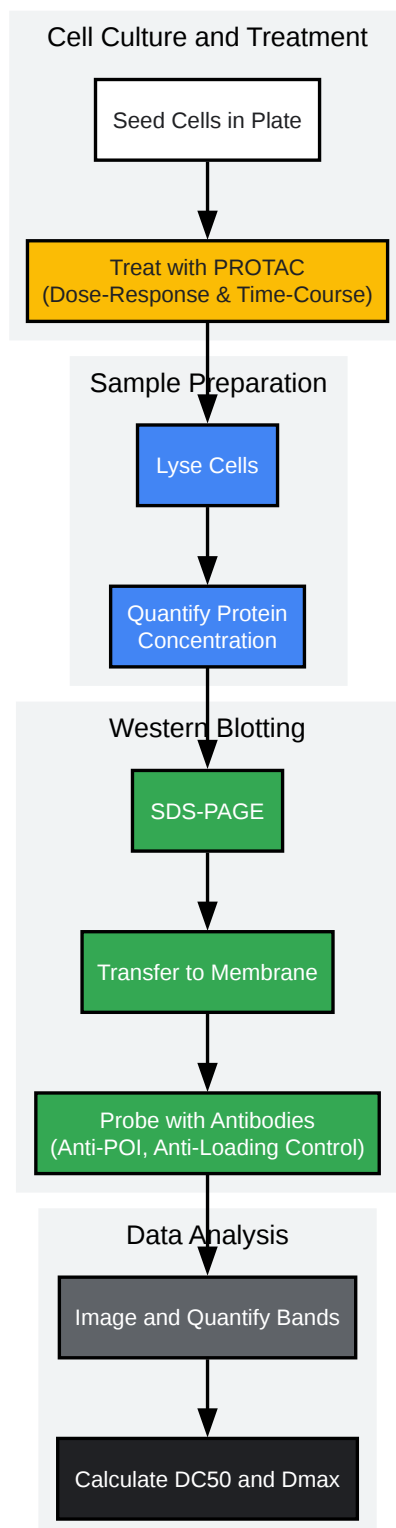 Cell Culture and Treatment
Seed Cells in Plate
Treat with PROTAC
(Dose-Response & Time-Course)
Sample Preparation
Lyse Cells
Quantify Protein
Concentration
Western Blotting
SDS-PAGE
Transfer to Membrane
Probe with Antibodies
(Anti-POI, Anti-Loading Control)
Data Analysis
Image and Quantify Bands
Calculate DC50 and Dmax